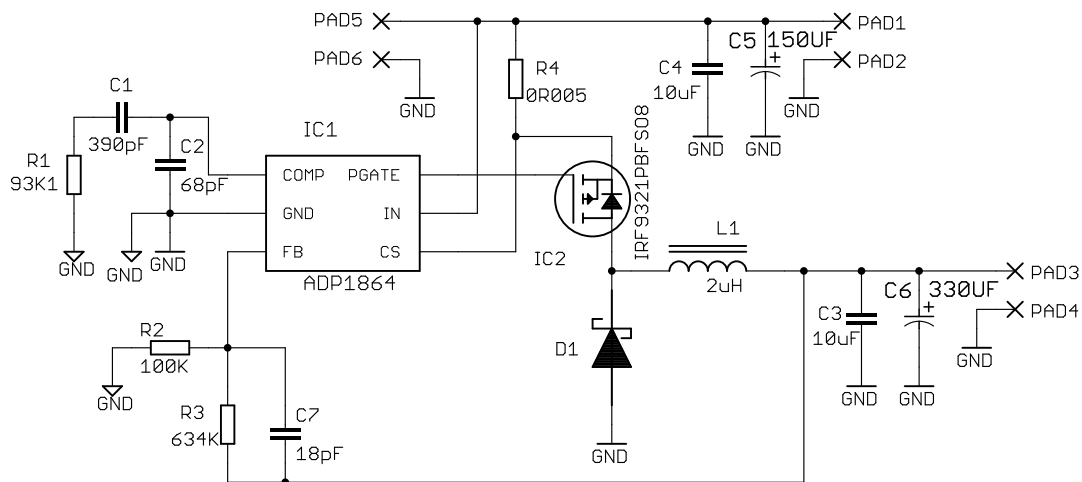 PAD5
PAD1
PAD6
PAD2
C5 150UF
+
C4
10uF
R4
0R005
GND
GND
GND
GND
GND
C1
390pF
IC1
C2
68pF
R1
93K1
COMP
PGATE
GND
IN
FB
CS
ADP1864
IRF9321PBFSO8
IC2
L1
2uH
GND
GND
GND
PAD3
C6 330UF
+
PAD4
C3
10uF
D1
R2
100K
GND
GND
GND
GND
R3
634K
C7
18pF
GND